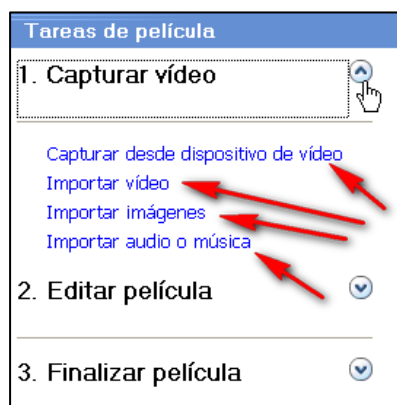 Tareas de película
1. Capturar vídeo
Capturar desde dispositivo de vídeo
Importar vídeo
Importar imágenes
Importar audio o música
2. Editar película
3. Finalizar película